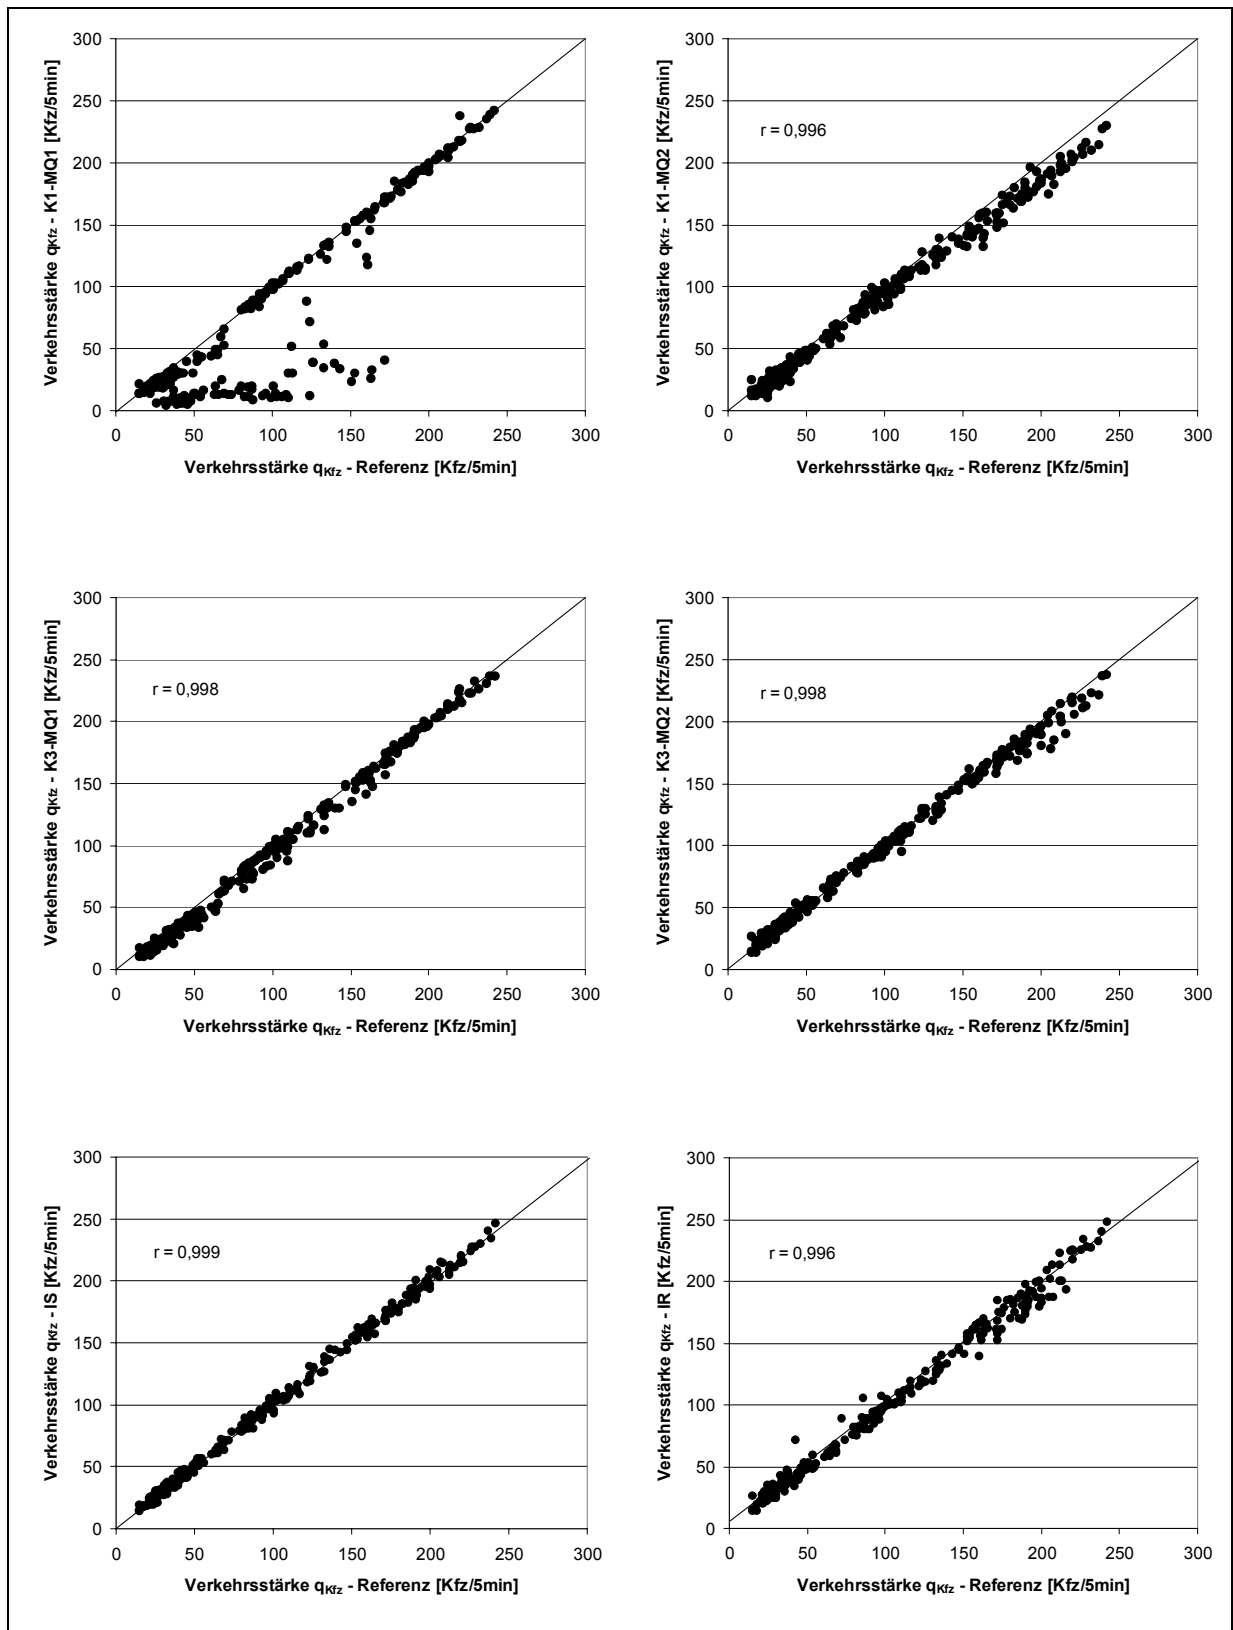 Verkehrsstärke qKfz - K1-MQ1 [Kfz/5min]
300
250
200
150
100
50
0
0 50 100 150 200 250 300
Verkehrsstärke qKfz - Referenz [Kfz/5min]
Verkehrsstärke qKfz - K1-MQ2 [Kfz/5min]
300
250
200
150
100
50
0
r = 0,996
0 50 100 150 200 250 300
Verkehrsstärke qKfz - Referenz [Kfz/5min]
Verkehrsstärke qKfz - K3-MQ1 [Kfz/5min]
300
250
200
150
100
50
0
r = 0,998
0 50 100 150 200 250 300
Verkehrsstärke qKfz - Referenz [Kfz/5min]
Verkehrsstärke qKfz - K3-MQ2 [Kfz/5min]
300
250
200
150
100
50
0
r = 0,998
0 50 100 150 200 250 300
Verkehrsstärke qKfz - Referenz [Kfz/5min]
Verkehrsstärke qKfz - IS [Kfz/5min]
300
250
200
150
100
50
0
r = 0,999
0 50 100 150 200 250 300
Verkehrsstärke qKfz - Referenz [Kfz/5min]
Verkehrsstärke qKfz - IR [Kfz/5min]
300
250
200
150
100
50
0
r = 0,996
0 50 100 150 200 250 300
Verkehrsstärke qKfz - Referenz [Kfz/5min]